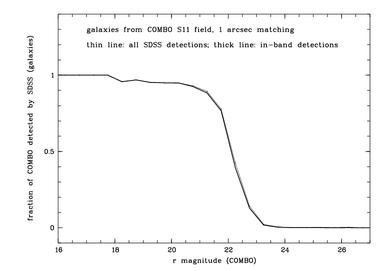 galaxies from COMBO S11 field, 1 arcsec matching
thin line: all SDSS detections; thick line: in-band detections
fraction of COMBO detected by SDSS (galaxies)
1
0.5
0
16
18
20
22
24
26
r magnitude (COMBO)